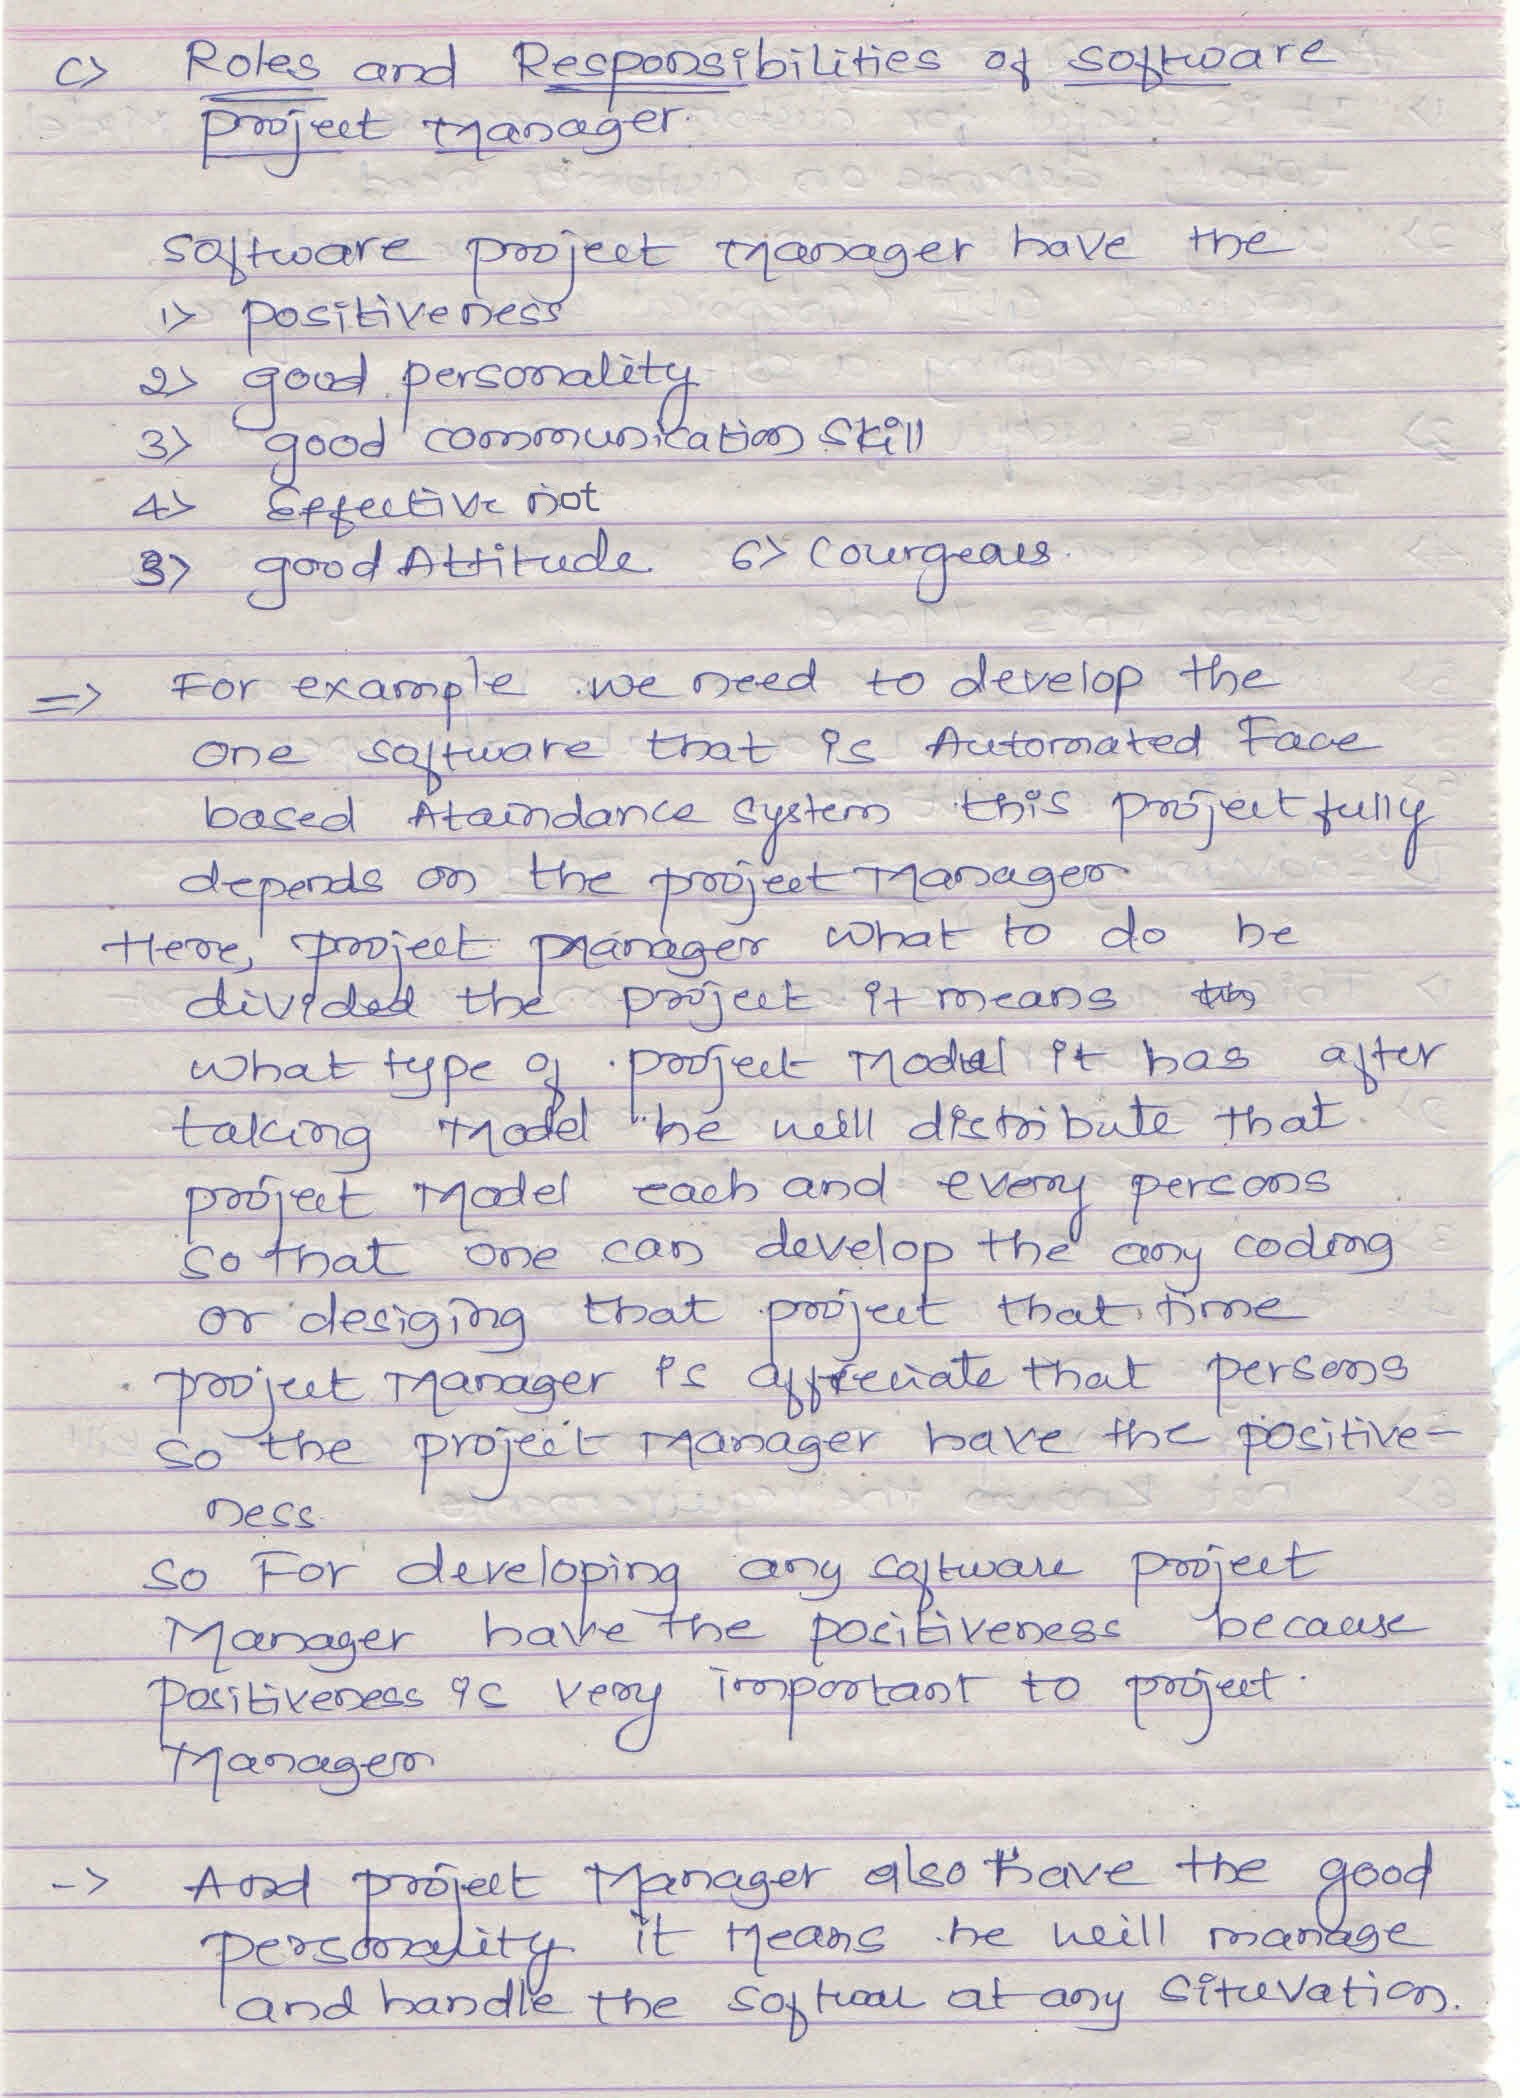 c> Roles and Responsibilities of software
project Manager.
software project Manager have the
1> positiveness
2> good personality
3> good communication skill
4> Effective not
5> good Attitude 6> Courgeaus.
=> For example we need to develop the
one software that is Automated Face
based Ataindance system this project fully
depends on the project Manager
Here, project Manager what to do he
divided the project it means
what type of project Model it has after
taking Model he will distribute that
project Model each and every persons
so that one can develop the any coding
or desiging that project that time
project Manager is affreciate that persons
so the project Manager have the positive-
ness.
so For developing any software project
Manager have the positiveness because
positiveness is very important to project.
Manager
-> And project Manager also have the good
personality it Means he will manage
and handle the softwar at any situvation.